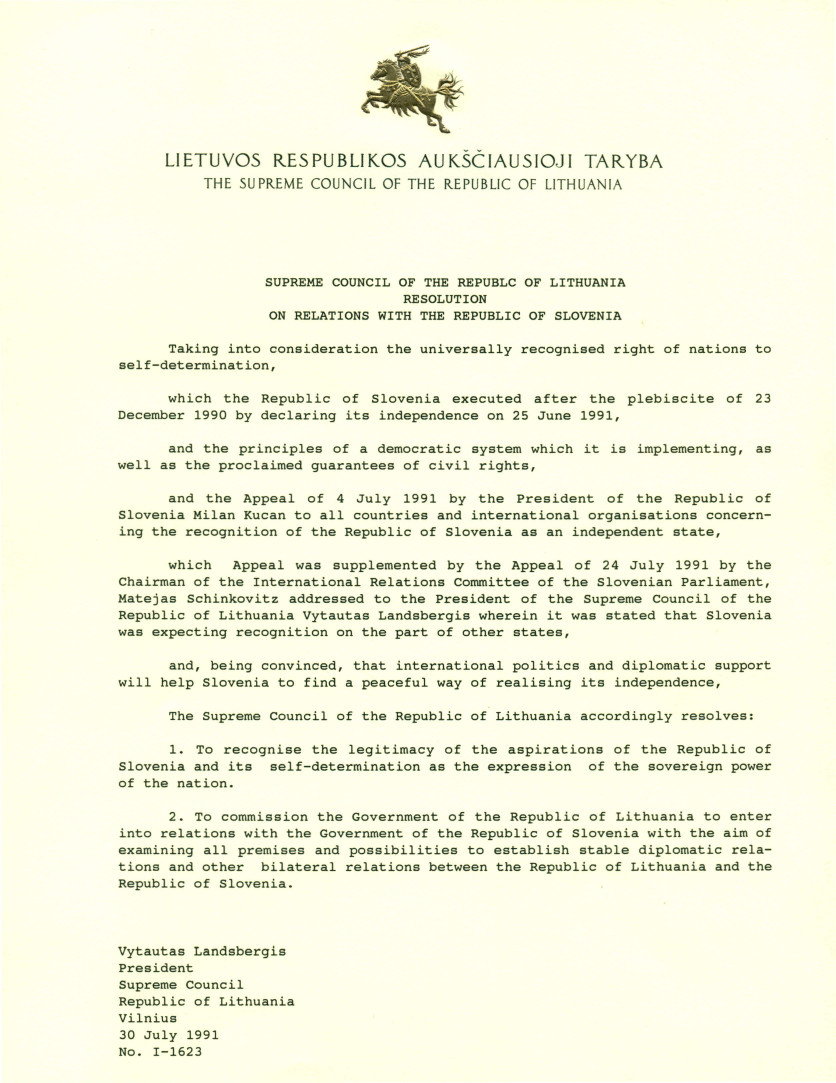 LIETUVOS RESPUBLIKOS AUKŠČIAUSIOJI TARYBA
THE SUPREME COUNCIL OF THE REPUBLIC OF LITHUANIA
SUPREME COUNCIL OF THE REPUBLC OF LITHUANIA
RESOLUTION
ON RELATIONS WITH THE REPUBLIC OF SLOVENIA
Taking into consideration the universally recognised right of nations to
self-determination,
which the Republic of Slovenia executed after the plebiscite of 23
December 1990 by declaring its independence on 25 June 1991,
and the principles of a democratic system which it is implementing, as
well as the proclaimed guarantees of civil rights,
and the Appeal of 4 July 1991 by the President of the Republic of
Slovenia Milan Kucan to all countries and international organisations concern-
ing the recognition of the Republic of Slovenia as an independent state,
which Appeal was supplemented by the Appeal of 24 July 1991 by the
Chairman of the International Relations Committee of the Slovenian Parliament,
Matejas Schinkovitz addressed to the President of the Supreme Council of the
Republic of Lithuania Vytautas Landsbergis wherein it was stated that Slovenia
was expecting recognition on the part of other states,
and, being convinced, that international politics and diplomatic support
will help Slovenia to find a peaceful way of realising its independence,
The Supreme Council of the Republic of Lithuania accordingly resolves:
1. To recognise the legitimacy of the aspirations of the Republic of
Slovenia and its self-determination as the expression of the sovereign power
of the nation.
2. To commission the Government of the Republic of Lithuania to enter
into relations with the Government of the Republic of Slovenia with the aim of
examining all premises and possibilities to establish stable diplomatic rela-
tions and other bilateral relations between the Republic of Lithuania and the
Republic of Slovenia.
Vytautas Landsbergis
President
Supreme Council
Republic of Lithuania
Vilnius
30 July 1991
No. I-1623